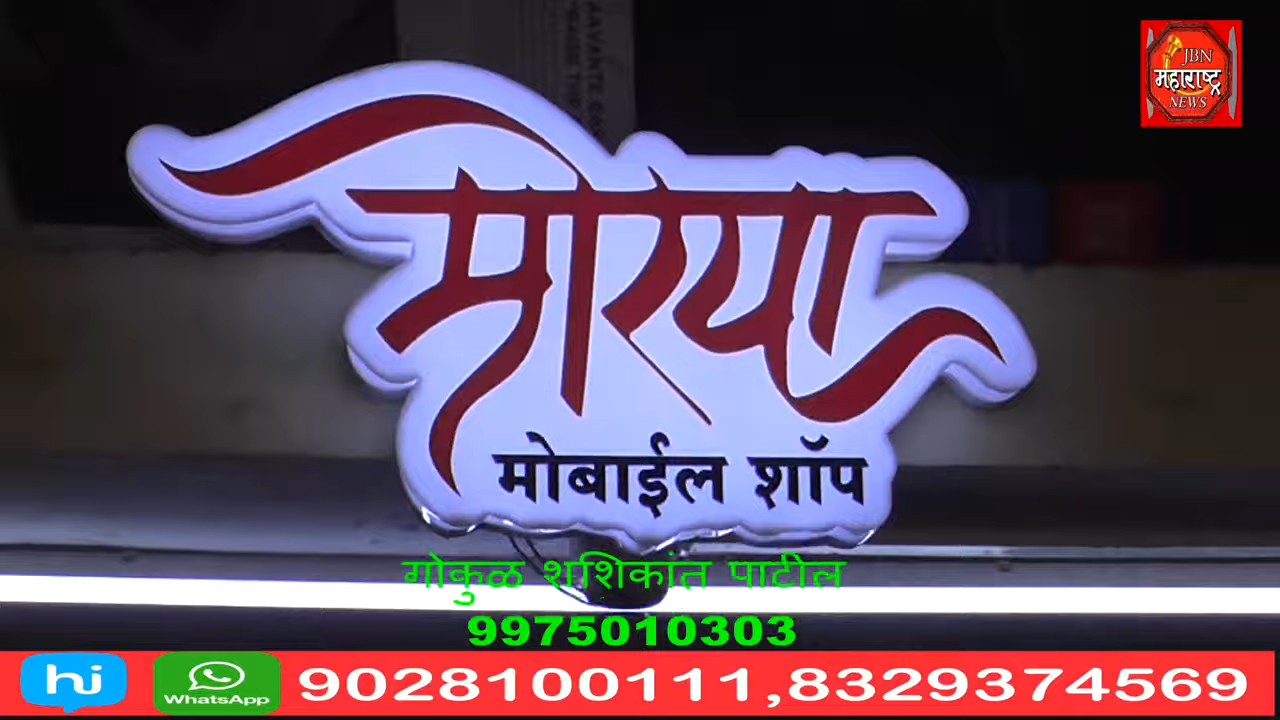 JBN
महाराष्ट्र
NEWS
मोरया
मोबाईल शॉप
गोकुळ शशिकांत पाटील
9975010303
hi
WhatsApp
9028100111,8329374569